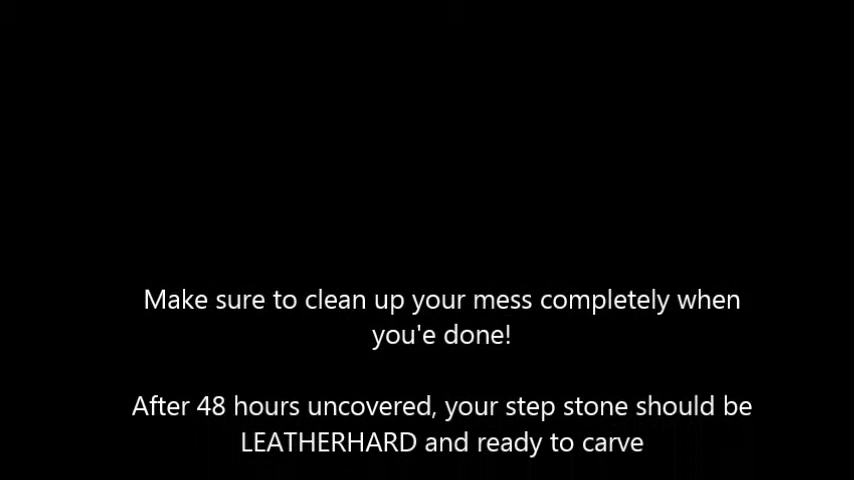 Make sure to clean up your mess completely when
you'e done!
After 48 hours uncovered, your step stone should be
LEATHERHARD and ready to carve